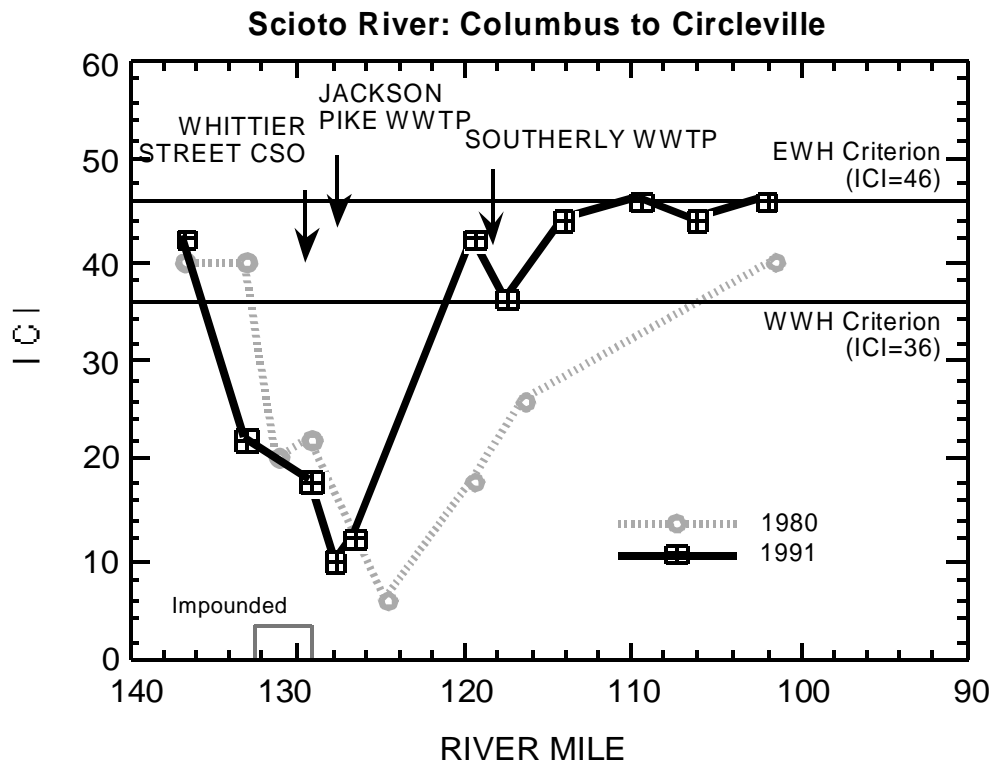 Scioto River: Columbus to Circleville
60
50
40
30
20
10
0
ICI
JACKSON
PIKE WWTP
WHITTIER
STREET CSO
SOUTHERLY WWTP
EWH Criterion
(ICI=46)
WWH Criterion
(ICI=36)
1980
1991
Impounded
140
130
120
110
100
90
RIVER MILE